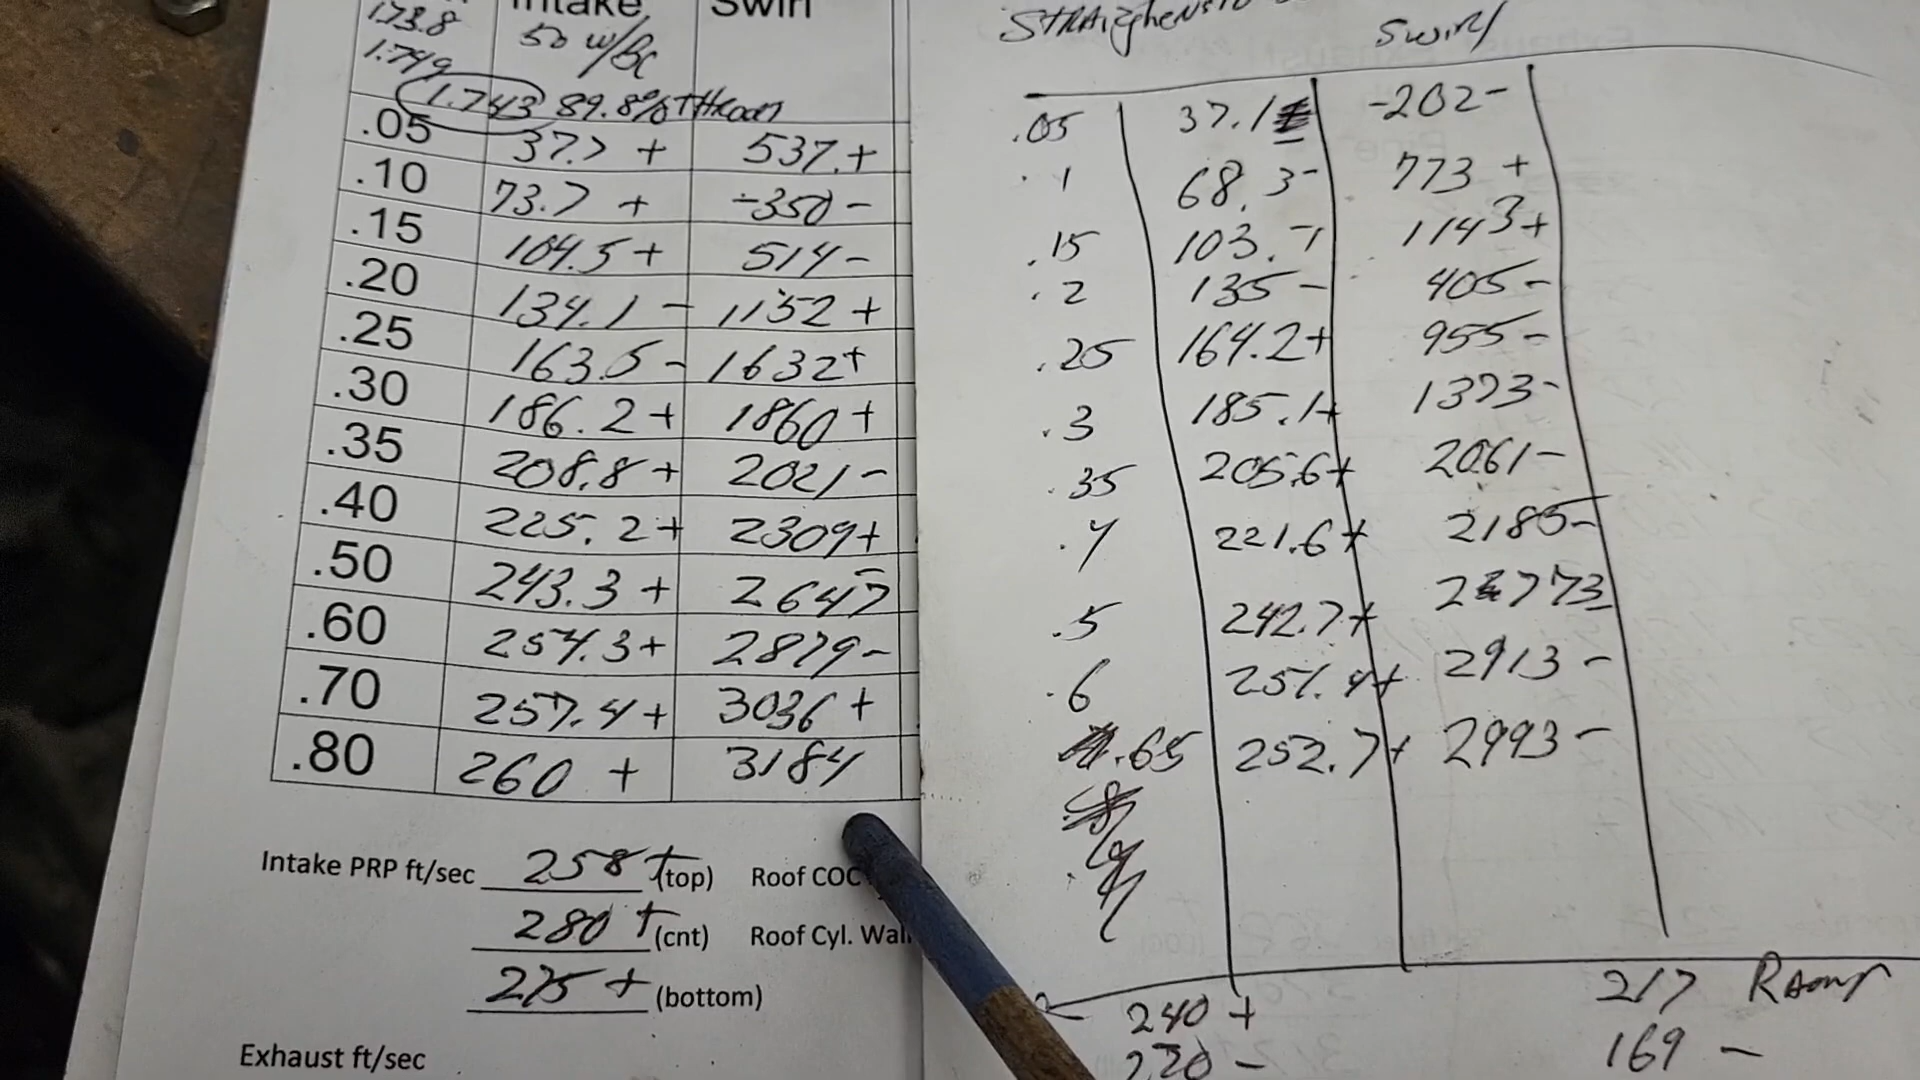 Intake Swirl
173.8 50 w/BC
1.749
1.743 89.8% Throat
.05 37.7 + 537.+
.10 73.7 + -350 -
.15 104.5 + 514 -
.20 134.1 - 1152 +
.25 163.5 - 1632 +
.30 186.2 + 1860 +
.35 208.8 + 2021 -
.40 225.2 + 2309 +
.50 243.3 + 2647 -
.60 254.3 + 2879 -
.70 257.4 + 3036 +
.80 260 + 3184
Intake PRP ft/sec 258 + (top) Roof COC
280 + (cnt) Roof Cyl. Wal
275 + (bottom)
Exhaust ft/sec
Swirl
.05 37.1 -202-
.1 68.3- 773 +
.15 103.7 1143+
.2 135 - 405-
.25 164.2+ 955-
.3 185.1+ 1373-
.35 205.6+ 2061-
.4 221.6+ 2185-
.5 242.7+ 2773
.6 251.4+ 2913 -
.65 252.7+ 2993 -
240 + 217
220 - 169 -